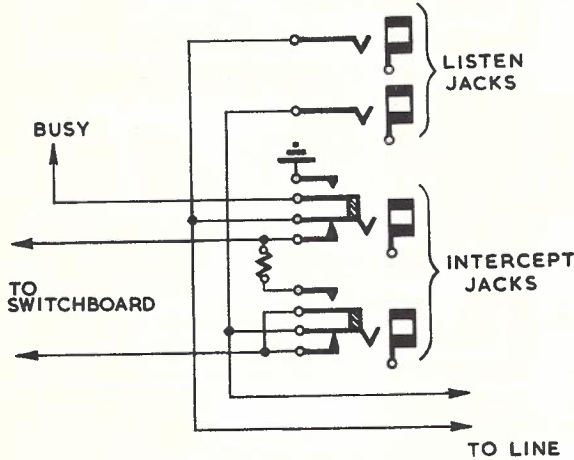 LISTEN
JACKS
BUSY
INTERCEPT
JACKS
TO
SWITCHBOARD
TO LINE